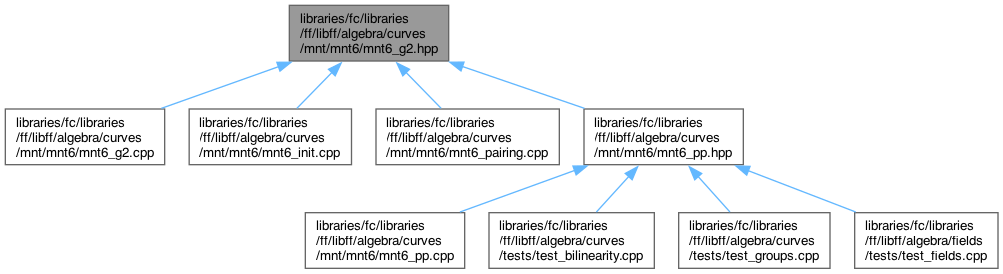 libraries/fc/libraries
/ff/libff/algebra/curves
/mnt/mnt6/mnt6_g2.hpp
libraries/fc/libraries
/ff/libff/algebra/curves
/mnt/mnt6/mnt6_g2.cpp
libraries/fc/libraries
/ff/libff/algebra/curves
/mnt/mnt6/mnt6_init.cpp
libraries/fc/libraries
/ff/libff/algebra/curves
/mnt/mnt6/mnt6_pairing.cpp
libraries/fc/libraries
/ff/libff/algebra/curves
/mnt/mnt6/mnt6_pp.hpp
libraries/fc/libraries
/ff/libff/algebra/curves
/mnt/mnt6/mnt6_pp.cpp
libraries/fc/libraries
/ff/libff/algebra/curves
/tests/test_bilinearity.cpp
libraries/fc/libraries
/ff/libff/algebra/curves
/tests/test_groups.cpp
libraries/fc/libraries
/ff/libff/algebra/fields
/tests/test_fields.cpp